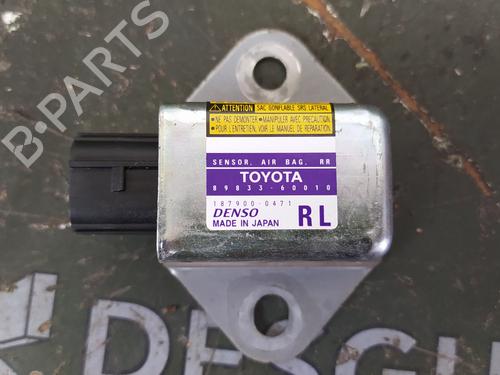 B-PARTS
ATTENTION SAC GONFLABLE SRS LATERAL
•NE PAS DEMONTER •MANIPULER AVEC PRECAUTION
•POUR L'ENTRETIEN, VOIR LE MANUEL DE REPARATION
SENSOR, AIR BAG, RR
TOYOTA
89833-60010
187900-0471
DENSO
MADE IN JAPAN
RL
DESGU